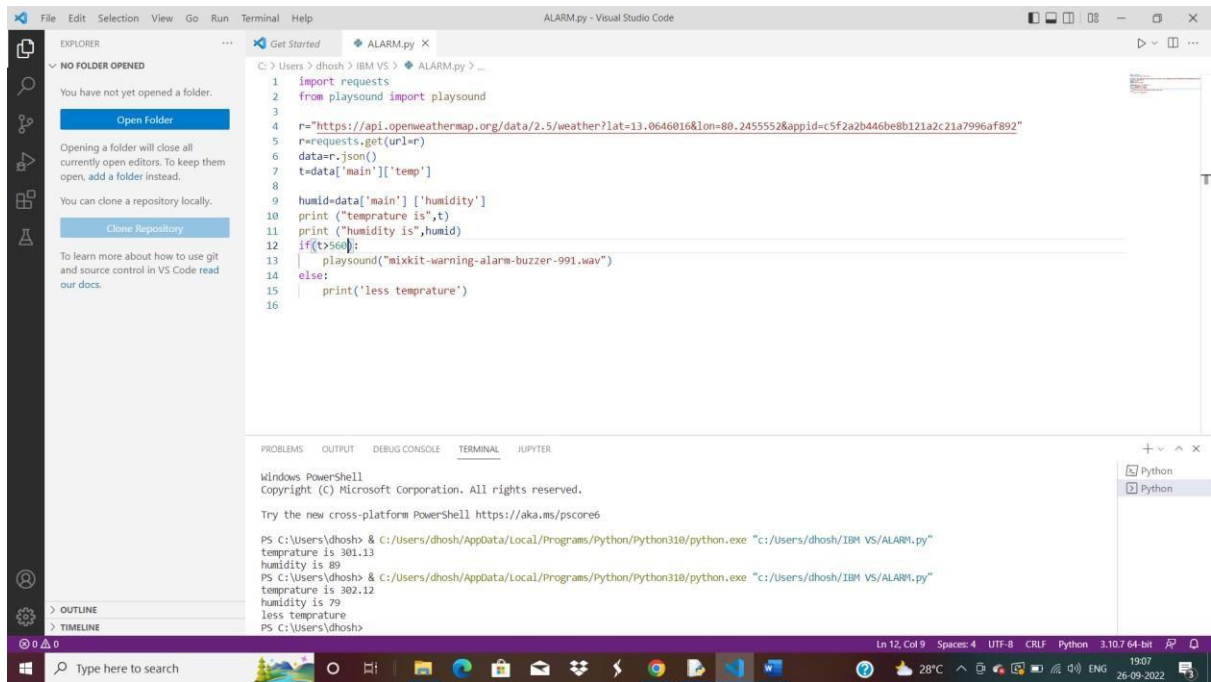 File Edit Selection View Go Run Terminal Help
ALARM.py - Visual Studio Code
EXPLORER
NO FOLDER OPENED
You have not yet opened a folder.
Open Folder
Opening a folder will close all
currently open editors. To keep them
open, add a folder instead.
You can clone a repository locally.
Clone Repository
To learn more about how to use git
and source control in VS Code read
our docs.
OUTLINE
TIMELINE
Get Started
ALARM.py
C: > Users > dhosh > IBM VS > ALARM.py > ...
1 import requests
2 from playsound import playsound
3
4 r="https://api.openweathermap.org/data/2.5/weather?lat=13.0646016&lon=80.2455552&appid=c5f2a2b446be8b121a2c21a7996af892"
5 r=requests.get(url=r)
6 data=r.json()
7 t=data['main']['temp']
8
9 humid=data['main'] ['humidity']
10 print ("temprature is",t)
11 print ("humidity is",humid)
12 if(t>560):
13 playsound("mixkit-warning-alarm-buzzer-991.wav")
14 else:
15 print('less temprature')
16
PROBLEMS OUTPUT DEBUG CONSOLE TERMINAL JUPYTER
Windows PowerShell
Copyright (C) Microsoft Corporation. All rights reserved.
Try the new cross-platform PowerShell https://aka.ms/pscore6
PS C:\Users\dhosh> & C:/Users/dhosh/AppData/Local/Programs/Python/Python310/python.exe "c:/Users/dhosh/IBM VS/ALARM.py"
temprature is 301.13
humidity is 89
PS C:\Users\dhosh> & C:/Users/dhosh/AppData/Local/Programs/Python/Python310/python.exe "c:/Users/dhosh/IBM VS/ALARM.py"
temprature is 302.12
humidity is 79
less temprature
PS C:\Users\dhosh>
Python
Python
0 0
Ln 12, Col 9 Spaces: 4 UTF-8 CRLF Python 3.10.7 64-bit
Type here to search
28°C
ENG
19:07
26-09-2022
3